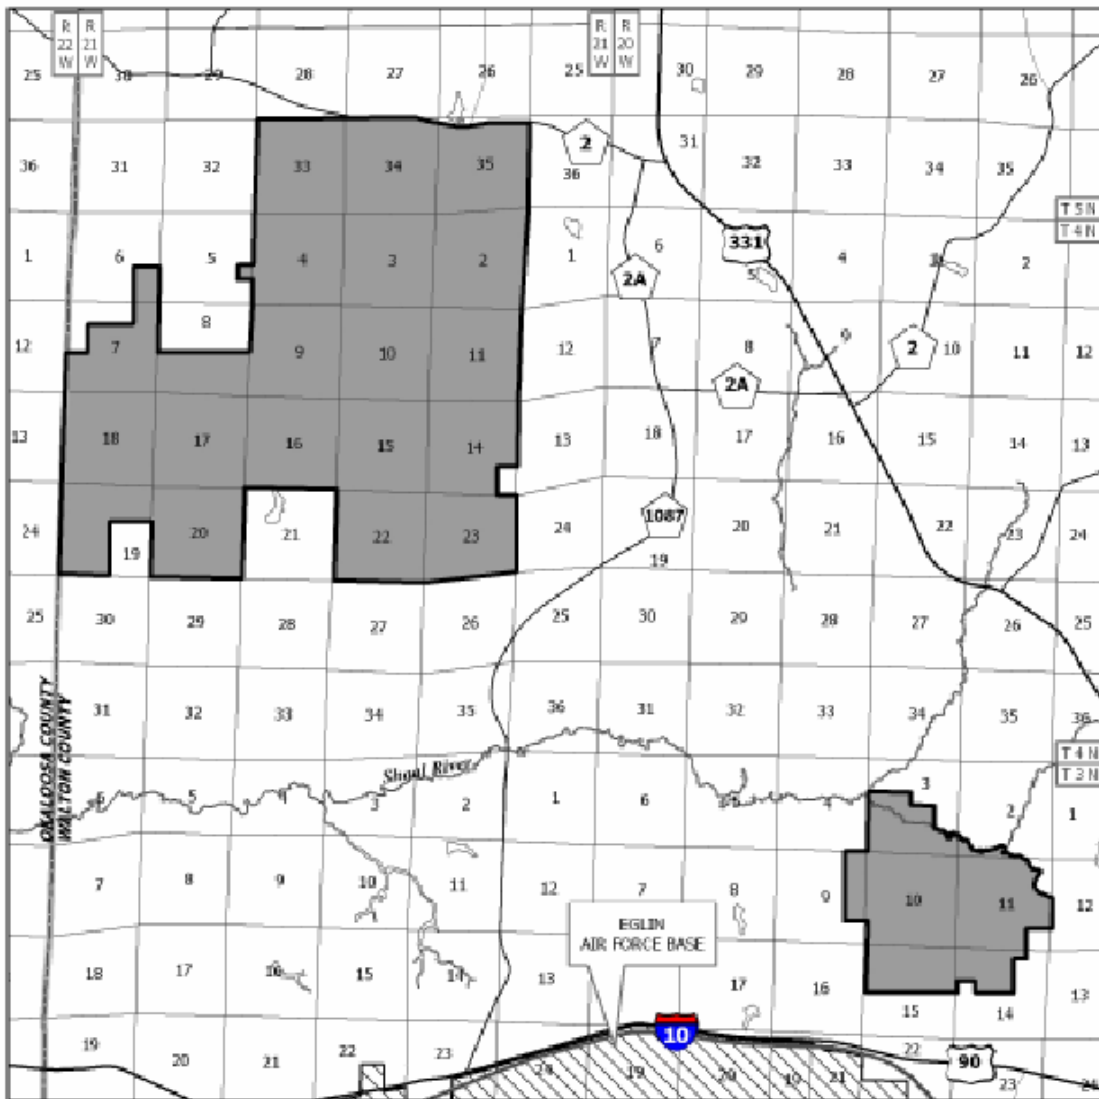 R R
22 21
W W
R R
21 20
W W
25 30 29 28 27 26 25 30 29 28 27 26
36 31 32 33 34 35 36 31 32 33 34 35
2
T 5 N
T 4 N
1 6 5 4 3 2 1 6 5 4 2
331
2A
12 7 8 9 10 11 12 7 8 9 10 11 12
2
2A
13 18 17 16 15 14 13 18 17 16 15 14 13
24 19 20 21 22 23 24 19 20 21 22 23 24
1087
25 30 29 28 27 26 25 30 29 28 27 26 25
31 32 33 34 35 36 31 32 33 34 35 36
OKALOOSA COUNTY
WALTON COUNTY
T 4 N
T 3 N
Shoal River
6 5 4 3 2 1 6 5 4 3 2 1
7 8 9 10 11 12 7 8 9 10 11 12
EGLIN
AIR FORCE BASE
18 17 16 15 14 13 17 16 15 14 13
10
19 20 21 22 23 24 19 20 19 21 22 23
90